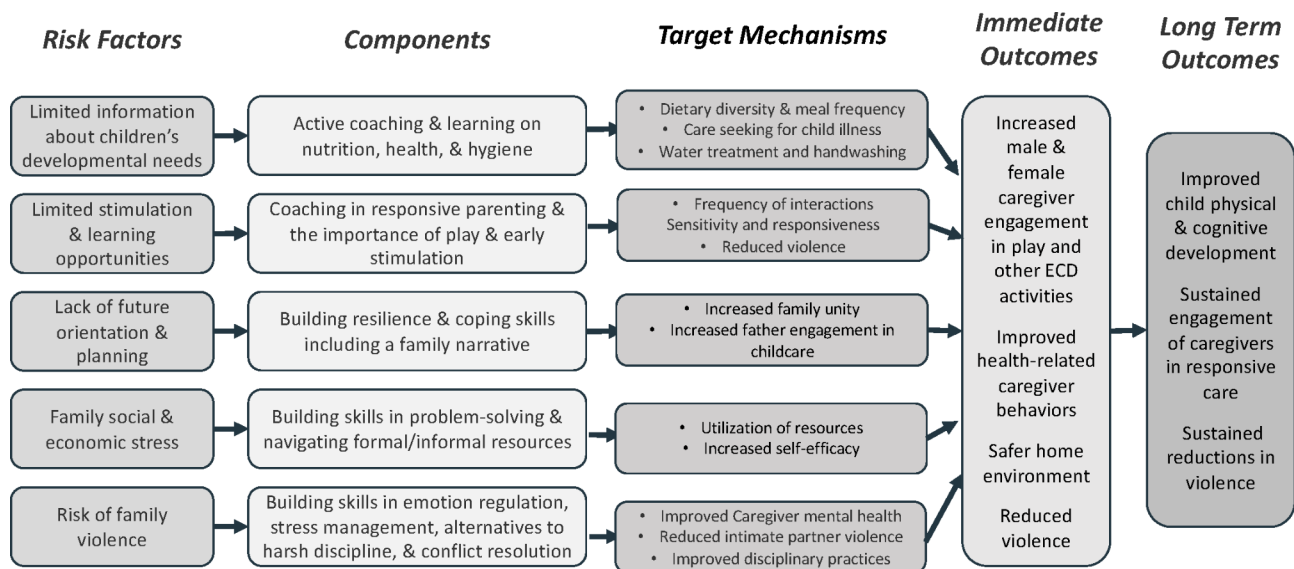 Risk Factors
Components
Target Mechanisms
Immediate
Outcomes
Long Term
Outcomes
Limited information
about children's
developmental needs
Active coaching & learning on
nutrition, health, & hygiene
• Dietary diversity & meal frequency
• Care seeking for child illness
• Water treatment and handwashing
Limited stimulation
& learning
opportunities
Coaching in responsive parenting &
the importance of play & early
stimulation
• Frequency of interactions
Sensitivity and responsiveness
• Reduced violence
Lack of future
orientation &
planning
Building resilience & coping skills
including a family narrative
• Increased family unity
• Increased father engagement in
childcare
Family social &
economic stress
Building skills in problem-solving &
navigating formal/informal resources
• Utilization of resources
• Increased self-efficacy
Risk of family
violence
Building skills in emotion regulation,
stress management, alternatives to
harsh discipline, & conflict resolution
• Improved Caregiver mental health
• Reduced intimate partner violence
• Improved disciplinary practices
Increased
male &
female
caregiver
engagement
in play and
other ECD
activities
Improved
health-related
caregiver
behaviors
Safer home
environment
Reduced
violence
Improved
child physical
& cognitive
development
Sustained
engagement
of caregivers
in responsive
care
Sustained
reductions in
violence